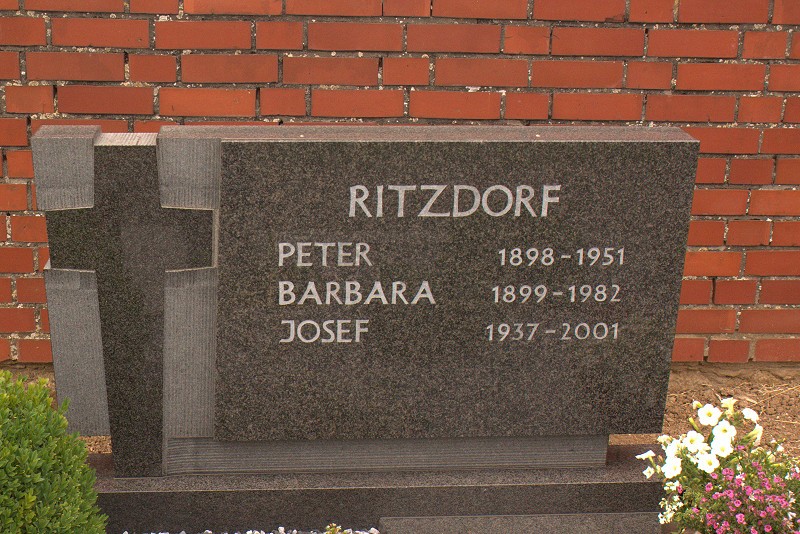 RITZDORF
PETER 1898-1951
BARBARA 1899-1982
JOSEF 1937-2001